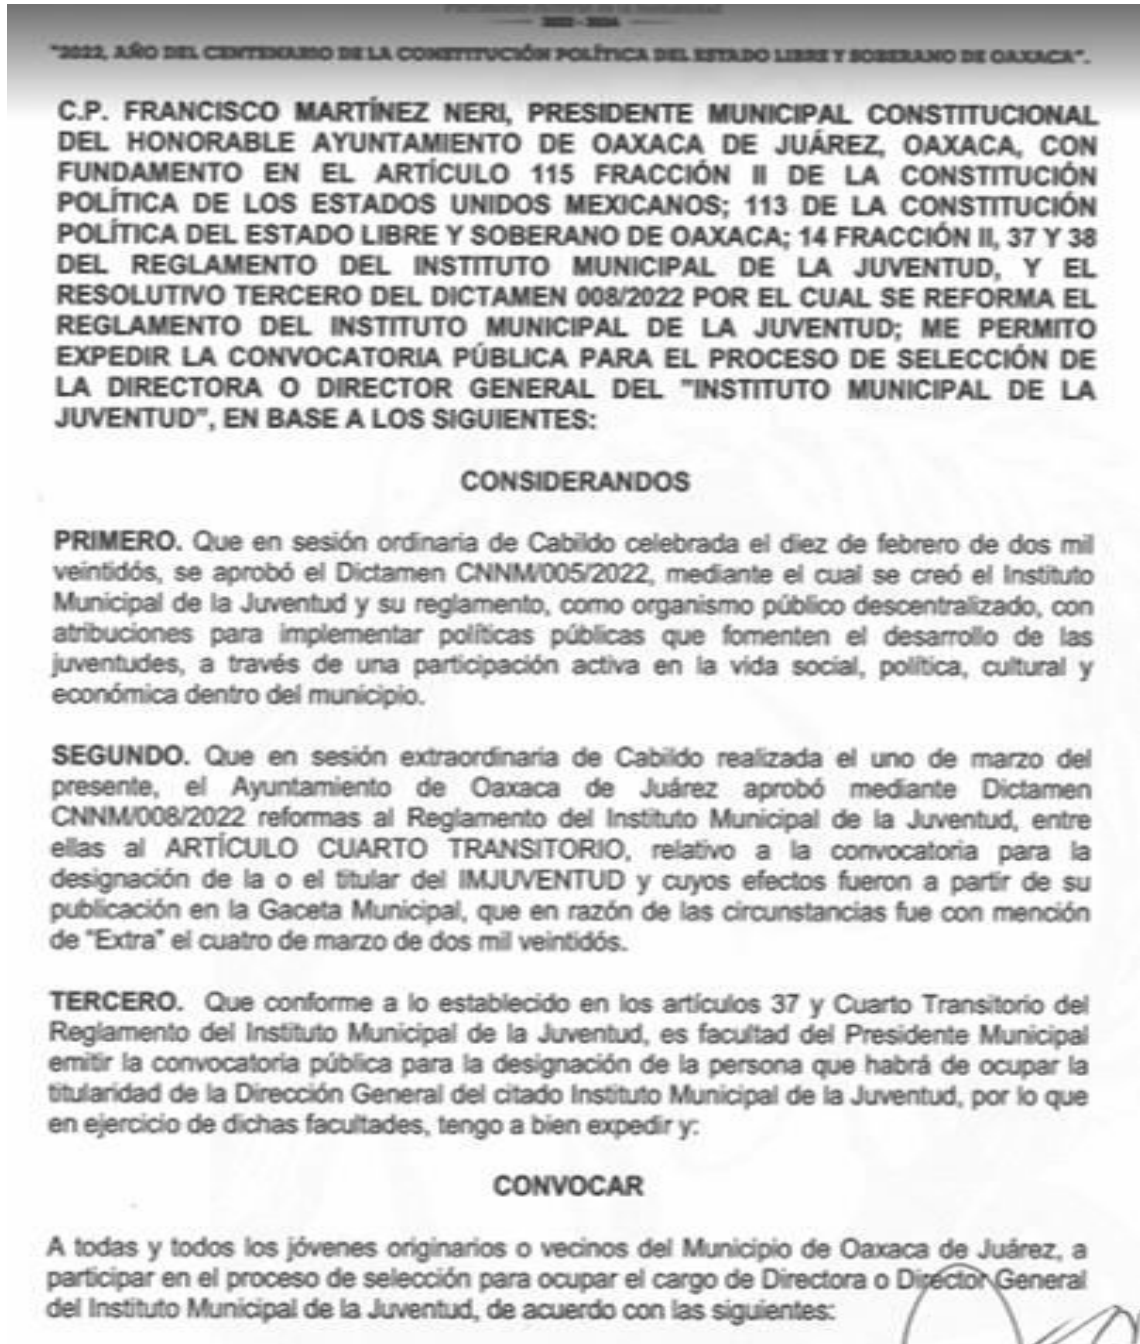 2022 - 2024
"2022, AÑO DEL CENTENARIO DE LA CONSTITUCIÓN POLÍTICA DEL ESTADO LIBRE Y SOBERANO DE OAXACA".
C.P. FRANCISCO MARTÍNEZ NERI, PRESIDENTE MUNICIPAL CONSTITUCIONAL
DEL HONORABLE AYUNTAMIENTO DE OAXACA DE JUÁREZ, OAXACA, CON
FUNDAMENTO EN EL ARTÍCULO 115 FRACCIÓN II DE LA CONSTITUCIÓN
POLÍTICA DE LOS ESTADOS UNIDOS MEXICANOS; 113 DE LA CONSTITUCIÓN
POLÍTICA DEL ESTADO LIBRE Y SOBERANO DE OAXACA; 14 FRACCIÓN II, 37 Y 38
DEL REGLAMENTO DEL INSTITUTO MUNICIPAL DE LA JUVENTUD, Y EL
RESOLUTIVO TERCERO DEL DICTAMEN 008/2022 POR EL CUAL SE REFORMA EL
REGLAMENTO DEL INSTITUTO MUNICIPAL DE LA JUVENTUD; ME PERMITO
EXPEDIR LA CONVOCATORIA PÚBLICA PARA EL PROCESO DE SELECCIÓN DE
LA DIRECTORA O DIRECTOR GENERAL DEL "INSTITUTO MUNICIPAL DE LA
JUVENTUD", EN BASE A LOS SIGUIENTES:
CONSIDERANDOS
PRIMERO. Que en sesión ordinaria de Cabildo celebrada el diez de febrero de dos mil
veintidós, se aprobó el Dictamen CNNM/005/2022, mediante el cual se creó el Instituto
Municipal de la Juventud y su reglamento, como organismo público descentralizado, con
atribuciones para implementar políticas públicas que fomenten el desarrollo de las
juventudes, a través de una participación activa en la vida social, política, cultural y
económica dentro del municipio.
SEGUNDO. Que en sesión extraordinaria de Cabildo realizada el uno de marzo del
presente, el Ayuntamiento de Oaxaca de Juárez aprobó mediante Dictamen
CNNM/008/2022 reformas al Reglamento del Instituto Municipal de la Juventud, entre
ellas al ARTÍCULO CUARTO TRANSITORIO, relativo a la convocatoria para la
designación de la o el titular del IMJUVENTUD y cuyos efectos fueron a partir de su
publicación en la Gaceta Municipal, que en razón de las circunstancias fue con mención
de "Extra" el cuatro de marzo de dos mil veintidós.
TERCERO. Que conforme a lo establecido en los artículos 37 y Cuarto Transitorio del
Reglamento del Instituto Municipal de la Juventud, es facultad del Presidente Municipal
emitir la convocatoria pública para la designación de la persona que habrá de ocupar la
titularidad de la Dirección General del citado Instituto Municipal de la Juventud, por lo que
en ejercicio de dichas facultades, tengo a bien expedir y:
CONVOCAR
A todas y todos los jóvenes originarios o vecinos del Municipio de Oaxaca de Juárez, a
participar en el proceso de selección para ocupar el cargo de Directora o Director General
del Instituto Municipal de la Juventud, de acuerdo con las siguientes: